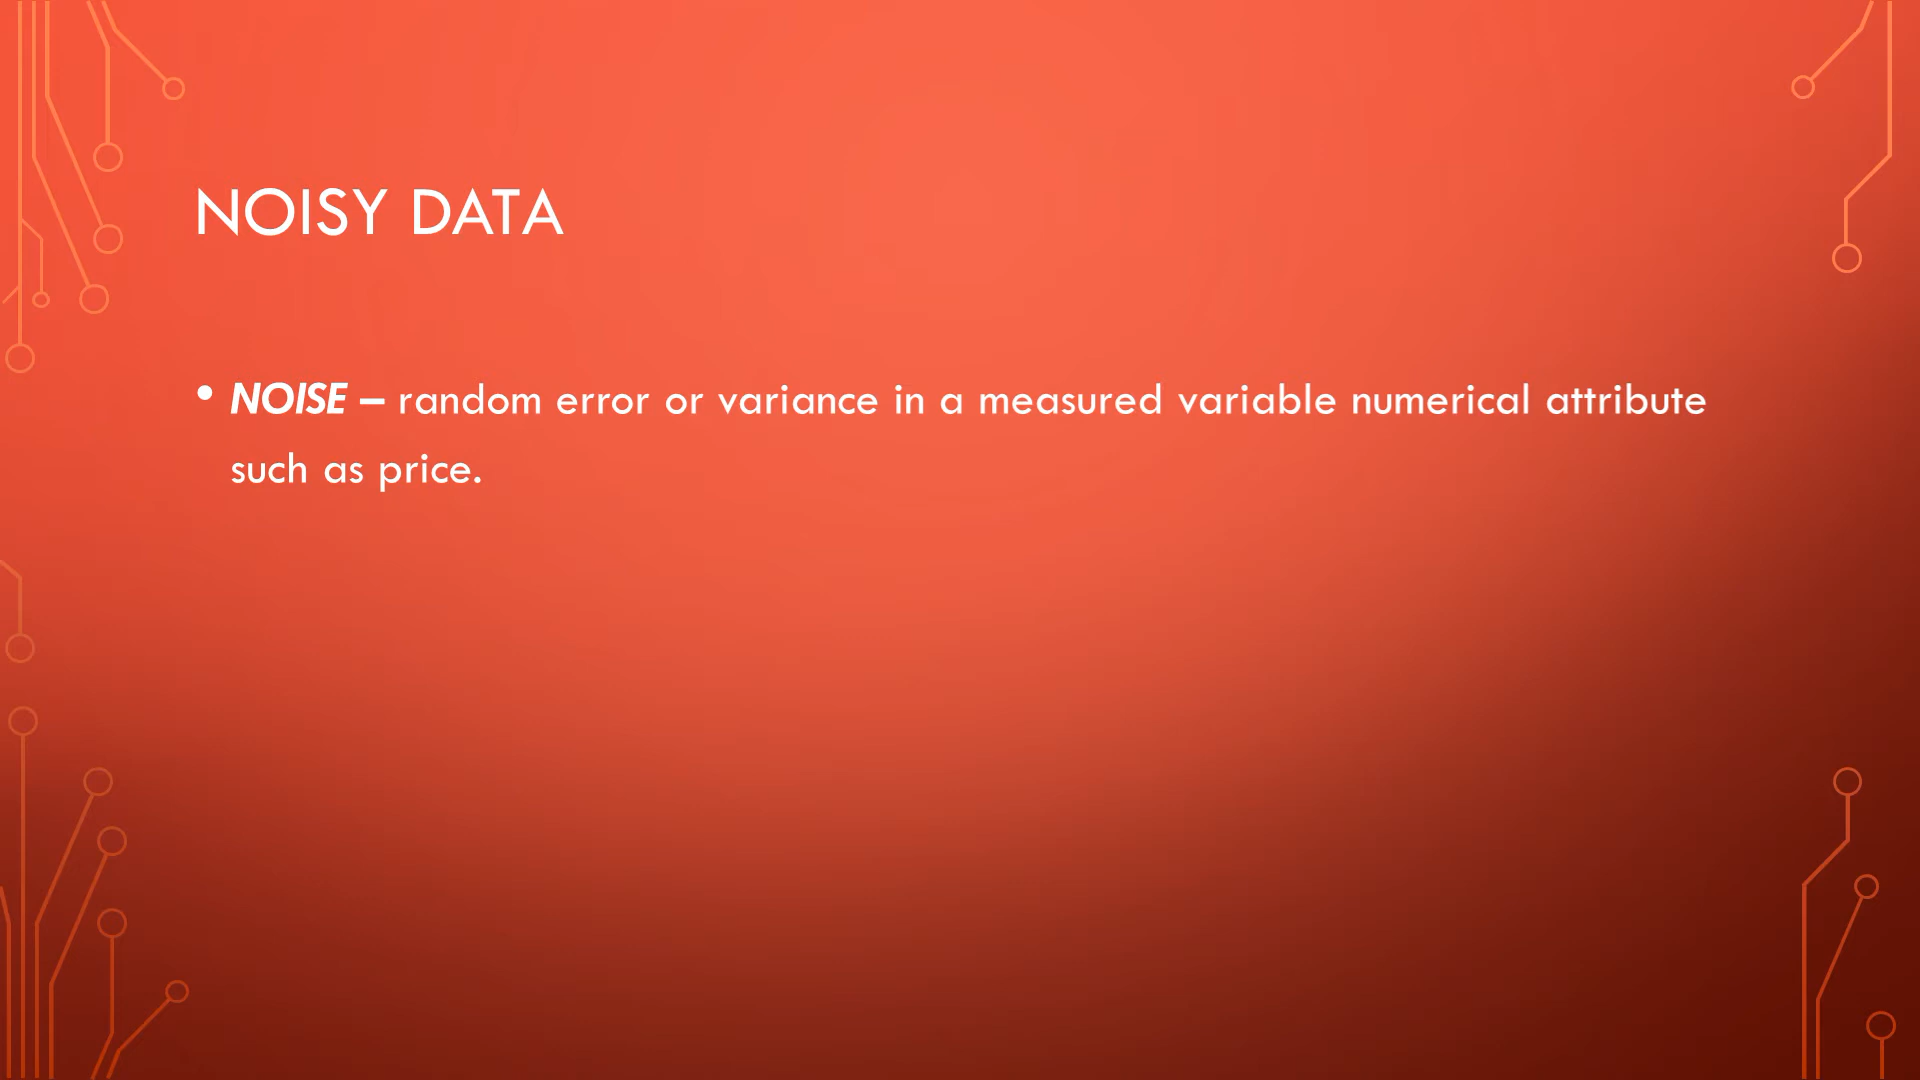 NOISY DATA
• NOISE – random error or variance in a measured variable numerical attribute
such as price.